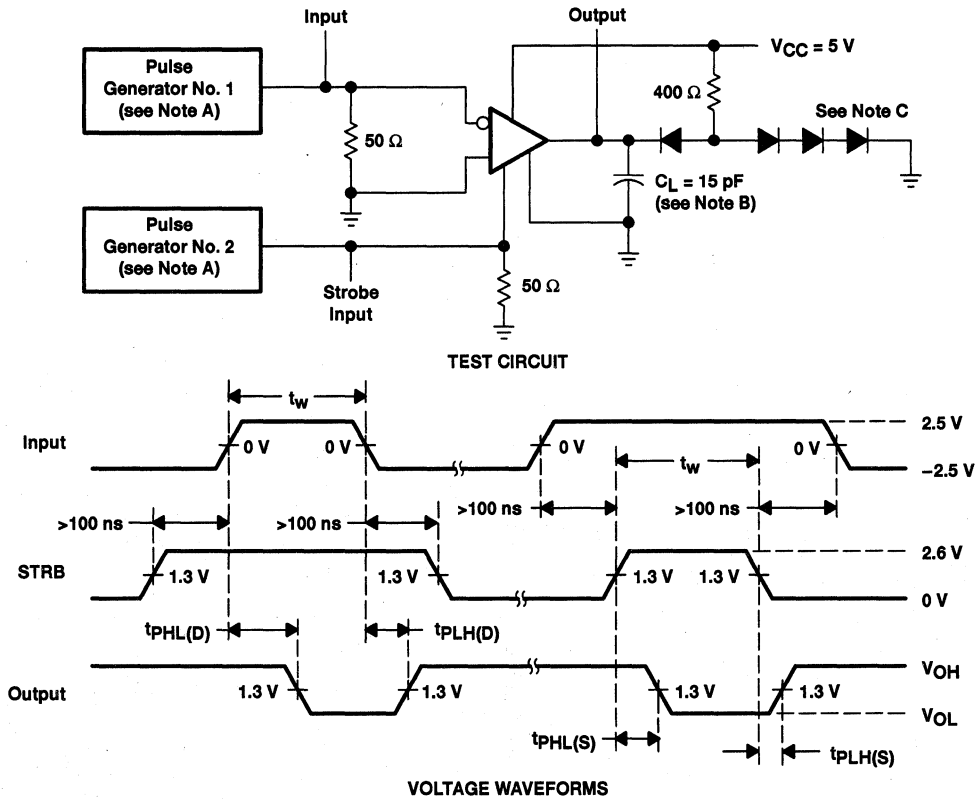 Input
Output
Pulse
Generator No. 1
(see Note A)
VCC = 5 V
400 Ω
See Note C
50 Ω
CL = 15 pF
(see Note B)
Pulse
Generator No. 2
(see Note A)
Strobe
Input
50 Ω
TEST CIRCUIT
tw
Input
0 V
0 V
0 V
0 V
2.5 V
−2.5 V
tw
>100 ns
>100 ns
>100 ns
>100 ns
STRB
1.3 V
1.3 V
1.3 V
1.3 V
2.6 V
0 V
tPHL(D)
tPLH(D)
Output
1.3 V
1.3 V
1.3 V
1.3 V
VOH
VOL
tPHL(S)
tPLH(S)
VOLTAGE WAVEFORMS